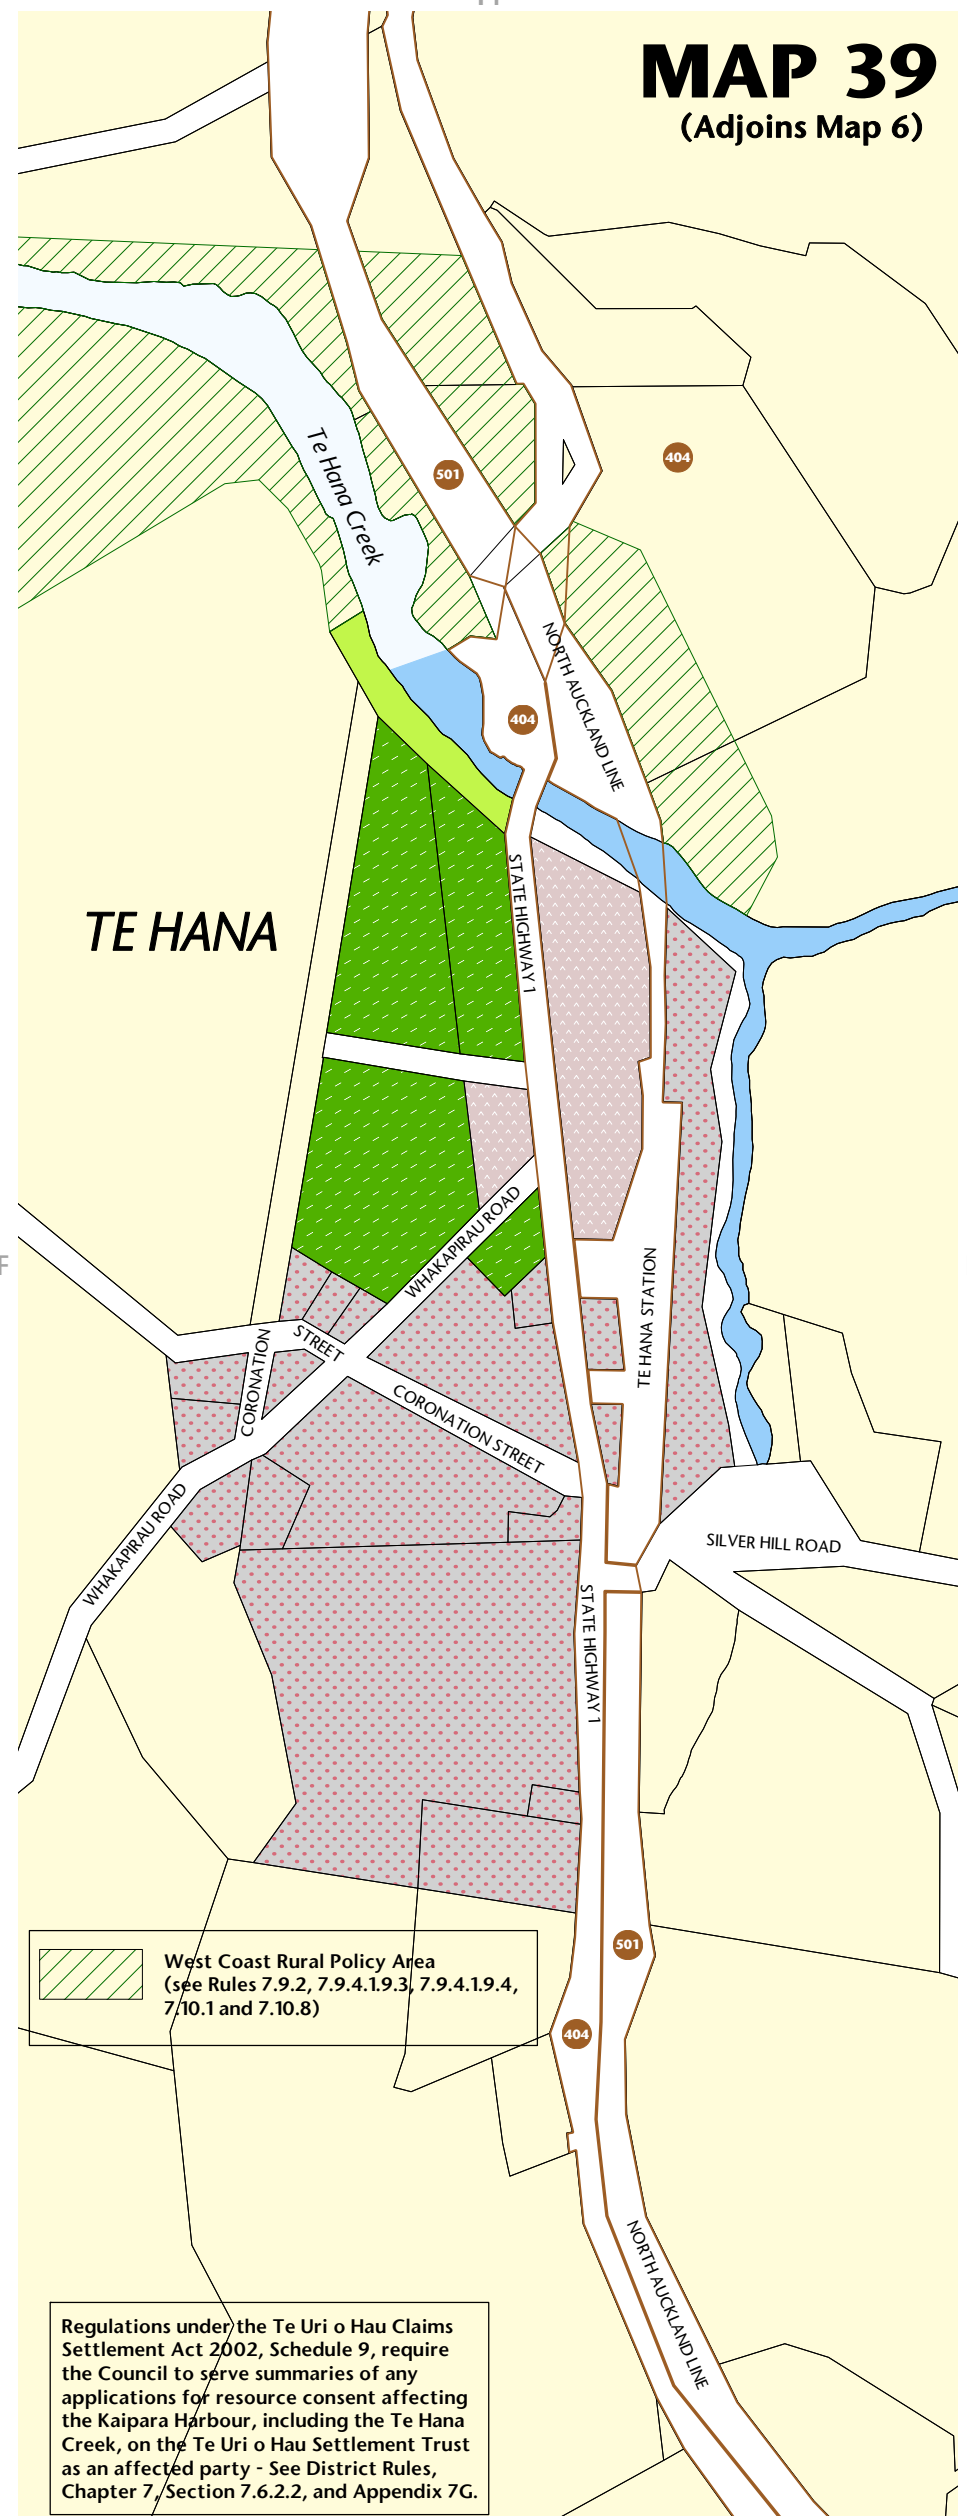 MAP 39
(Adjoins Map 6)
Te Hana Creek
501
404
404
NORTH AUCKLAND LINE
STATE HIGHWAY 1
TE HANA
WHAKAPIRAU ROAD
TE HANA STATION
STREET
CORONATION
CORONATION STREET
WHAKAPIRAU ROAD
SILVER HILL ROAD
STATE HIGHWAY 1
501
West Coast Rural Policy Area
(see Rules 7.9.2, 7.9.4.1.9.3, 7.9.4.1.9.4,
7.10.1 and 7.10.8)
404
NORTH AUCKLAND LINE
Regulations under the Te Uri o Hau Claims
Settlement Act 2002, Schedule 9, require
the Council to serve summaries of any
applications for resource consent affecting
the Kaipara Harbour, including the Te Hana
Creek, on the Te Uri o Hau Settlement Trust
as an affected party - See District Rules,
Chapter 7, Section 7.6.2.2, and Appendix 7G.